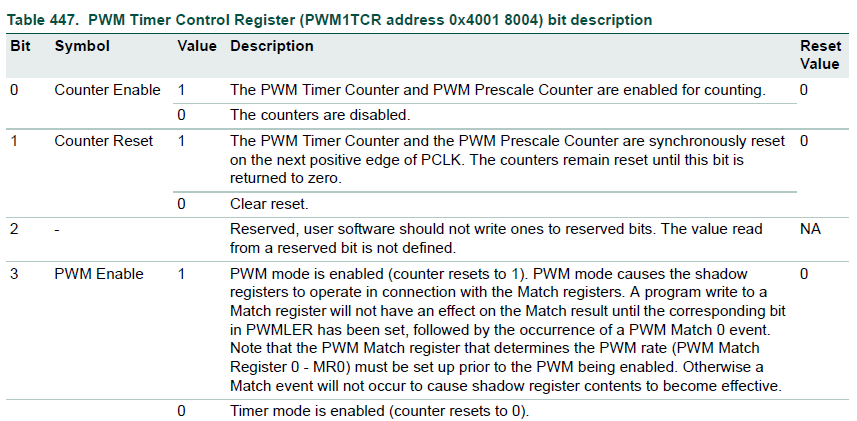 Table 447. PWM Timer Control Register (PWM1TCR address 0x4001 8004) bit description
Bit Symbol Value Description Reset
Value
0 Counter Enable 1 The PWM Timer Counter and PWM Prescale Counter are enabled for counting. 0
0 The counters are disabled.
1 Counter Reset 1 The PWM Timer Counter and the PWM Prescale Counter are synchronously reset 0
on the next positive edge of PCLK. The counters remain reset until this bit is
returned to zero.
0 Clear reset.
2 - Reserved, user software should not write ones to reserved bits. The value read NA
from a reserved bit is not defined.
3 PWM Enable 1 PWM mode is enabled (counter resets to 1). PWM mode causes the shadow 0
registers to operate in connection with the Match registers. A program write to a
Match register will not have an effect on the Match result until the corresponding bit
in PWMLER has been set, followed by the occurrence of a PWM Match 0 event.
Note that the PWM Match register that determines the PWM rate (PWM Match
Register 0 - MR0) must be set up prior to the PWM being enabled. Otherwise a
Match event will not occur to cause shadow register contents to become effective.
0 Timer mode is enabled (counter resets to 0).